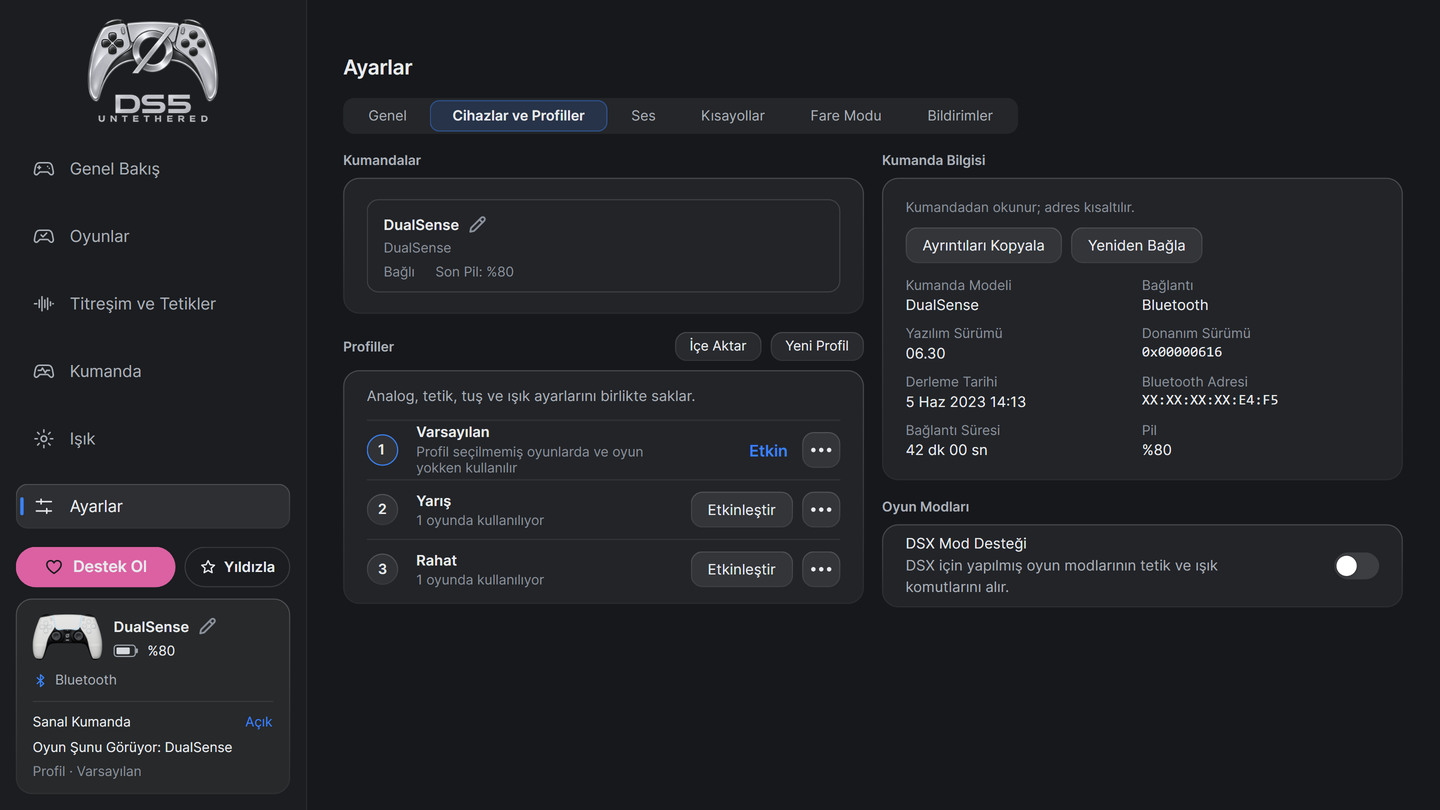 DS5
UNTETHERED
Genel Bakış
Oyunlar
Titreşim ve Tetikler
Kumanda
Işık
Ayarlar
Destek Ol
Yıldızla
DualSense
%80
Bluetooth
Sanal Kumanda
Açık
Oyun Şunu Görüyor: DualSense
Profil · Varsayılan
Ayarlar
Genel
Cihazlar ve Profiller
Ses
Kısayollar
Fare Modu
Bildirimler
Kumandalar
DualSense
DualSense
Bağlı
Son Pil: %80
Profiller
İçe Aktar
Yeni Profil
Analog, tetik, tuş ve ışık ayarlarını birlikte saklar.
1
Varsayılan
Profil seçilmemiş oyunlarda ve oyun
yokken kullanılır
Etkin
2
Yarış
1 oyunda kullanılıyor
Etkinleştir
3
Rahat
1 oyunda kullanılıyor
Etkinleştir
Kumanda Bilgisi
Kumandadan okunur; adres kısaltılır.
Ayrıntıları Kopyala
Yeniden Bağla
Kumanda Modeli
DualSense
Bağlantı
Bluetooth
Yazılım Sürümü
06.30
Donanım Sürümü
0x00000616
Derleme Tarihi
5 Haz 2023 14:13
Bluetooth Adresi
XX:XX:XX:XX:E4:F5
Bağlantı Süresi
42 dk 00 sn
Pil
%80
Oyun Modları
DSX Mod Desteği
DSX için yapılmış oyun modlarının tetik ve ışık
komutlarını alır.